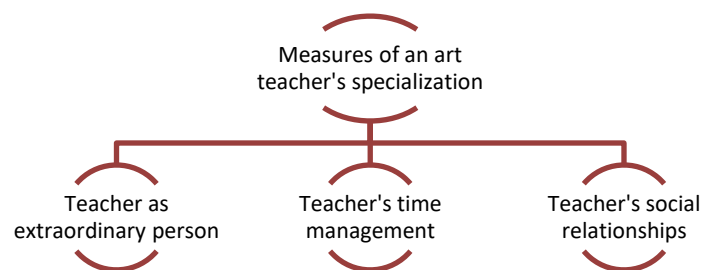 Measures of an art
teacher's specialization
Teacher as
extraordinary person
Teacher's time
management
Teacher's social
relationships